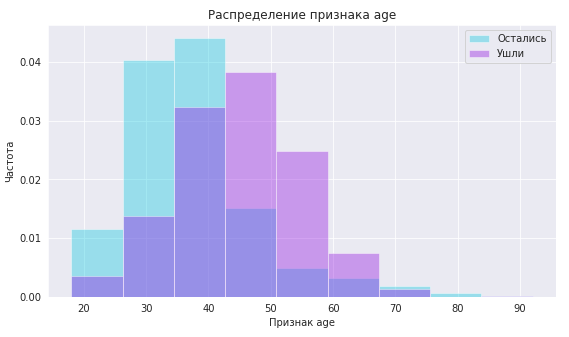 Распределение признака age
Остались
Ушли
Частота
0.04
0.03
0.02
0.01
0.00
20 30 40 50 60 70 80 90
Признак age